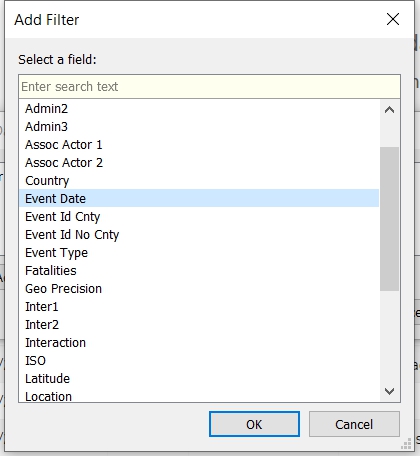 Add Filter
Select a field:
Enter search text
Admin2
Admin3
Assoc Actor 1
Assoc Actor 2
Country
Event Date
Event Id Cnty
Event Id No Cnty
Event Type
Fatalities
Geo Precision
Inter1
Inter2
Interaction
ISO
Latitude
Location
OK
Cancel